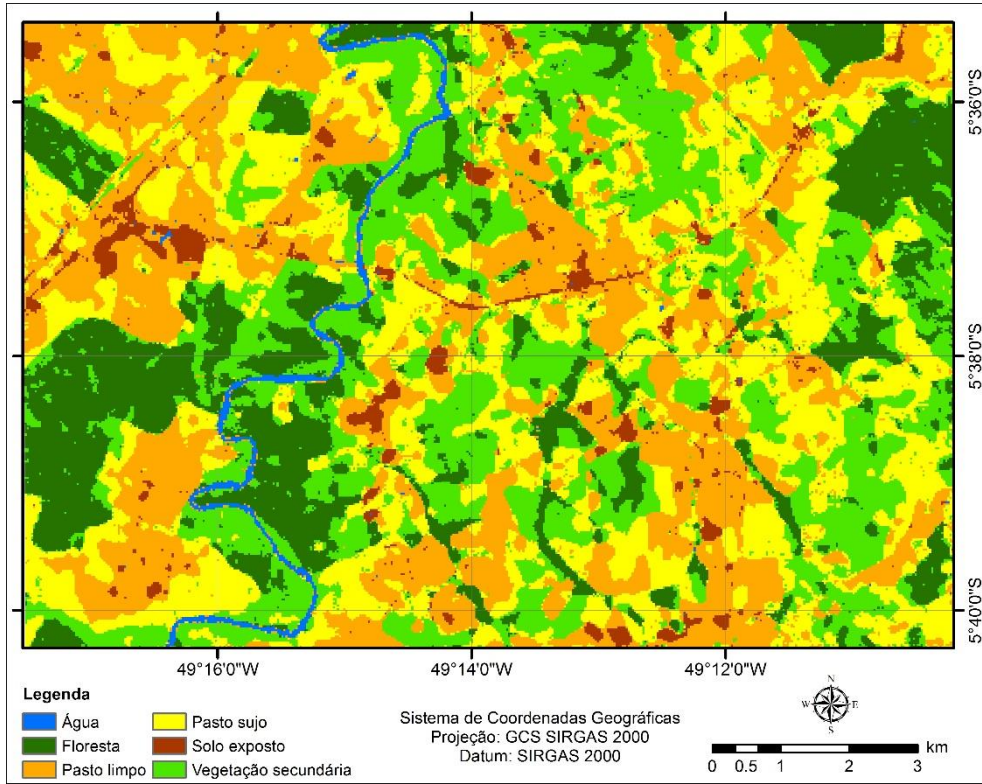 5°36'0"S
5°38'0"S
5°40'0"S
49°16'0"W
49°14'0"W
49°12'0"W
Legenda
Água
Floresta
Pasto limpo
Pasto sujo
Solo exposto
Vegetação secundária
Sistema de Coordenadas Geográficas
Projeção: GCS SIRGAS 2000
Datum: SIRGAS 2000
N
W
E
S
km
0 0.5 1 2 3